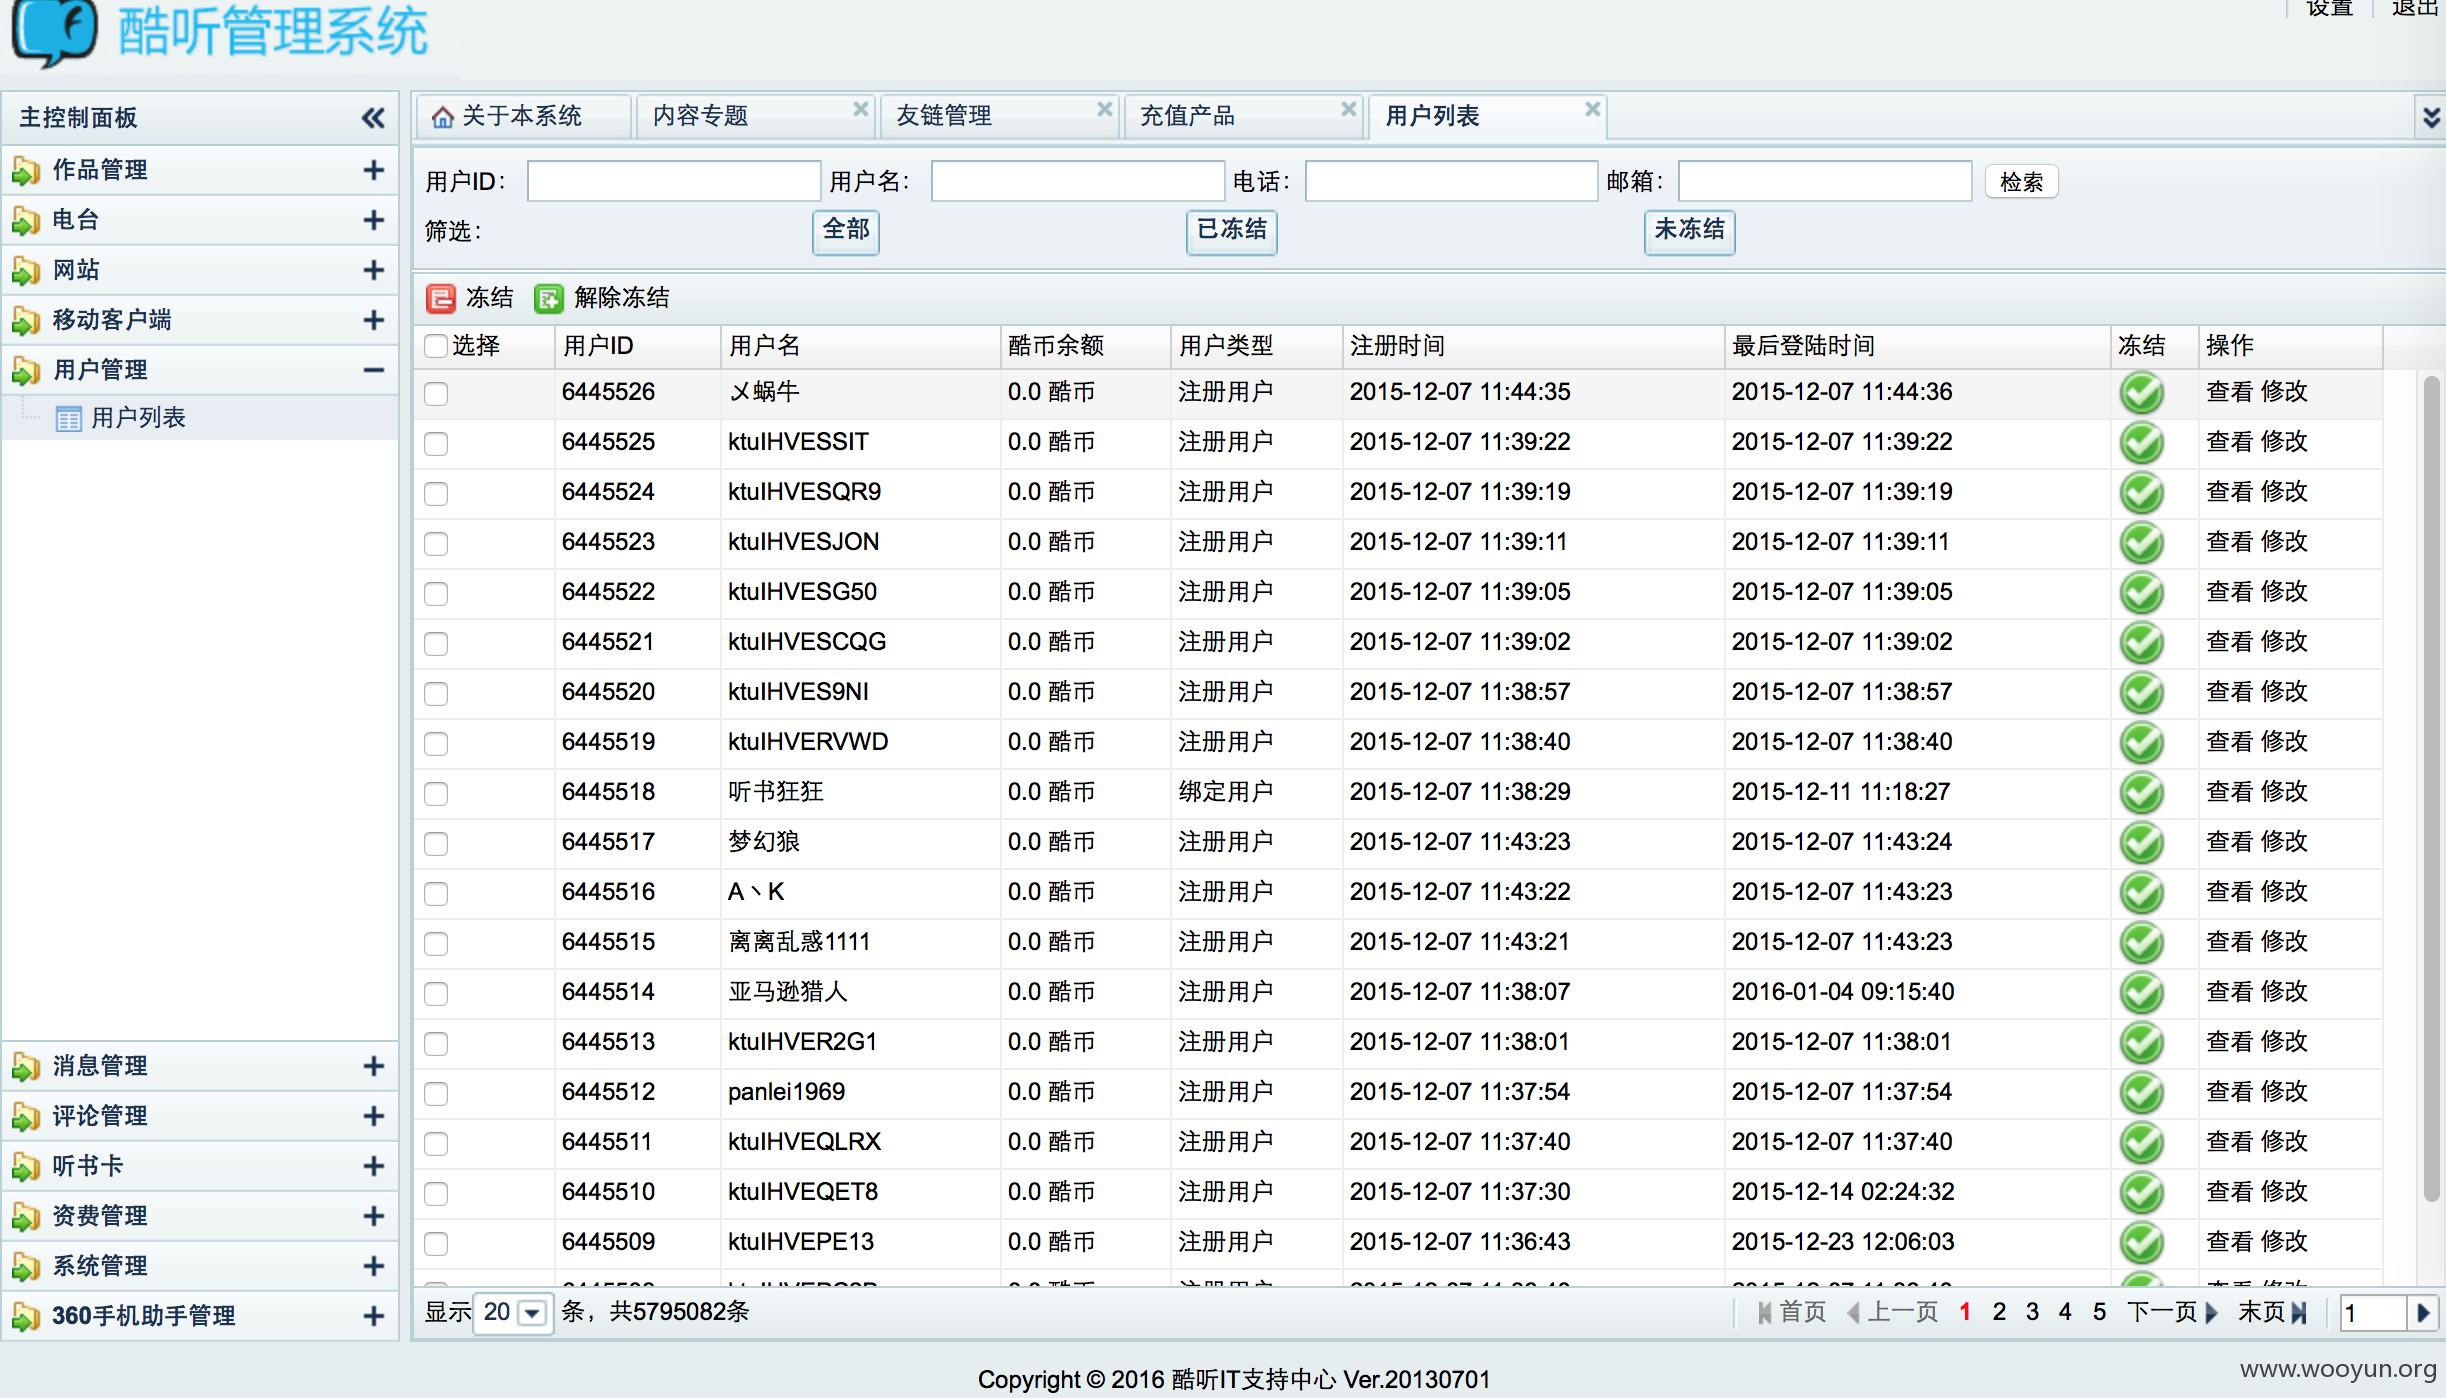 酷听管理系统
设置 退出
主控制面板
作品管理
电台
网站
移动客户端
用户管理
用户列表
消息管理
评论管理
听书卡
资费管理
系统管理
360手机助手管理
关于本系统 内容专题 友链管理 充值产品 用户列表
用户ID: 用户名: 电话: 邮箱: 检索
筛选: 全部 已冻结 未冻结
冻结 解除冻结
选择 用户ID 用户名 酷币余额 用户类型 注册时间 最后登陆时间 冻结 操作
6445526 乄蜗牛 0.0 酷币 注册用户 2015-12-07 11:44:35 2015-12-07 11:44:36 查看 修改
6445525 ktuIHVESSIT 0.0 酷币 注册用户 2015-12-07 11:39:22 2015-12-07 11:39:22 查看 修改
6445524 ktuIHVESQR9 0.0 酷币 注册用户 2015-12-07 11:39:19 2015-12-07 11:39:19 查看 修改
6445523 ktuIHVESJON 0.0 酷币 注册用户 2015-12-07 11:39:11 2015-12-07 11:39:11 查看 修改
6445522 ktuIHVESG50 0.0 酷币 注册用户 2015-12-07 11:39:05 2015-12-07 11:39:05 查看 修改
6445521 ktuIHVESCQG 0.0 酷币 注册用户 2015-12-07 11:39:02 2015-12-07 11:39:02 查看 修改
6445520 ktuIHVES9NI 0.0 酷币 注册用户 2015-12-07 11:38:57 2015-12-07 11:38:57 查看 修改
6445519 ktuIHVERVWD 0.0 酷币 注册用户 2015-12-07 11:38:40 2015-12-07 11:38:40 查看 修改
6445518 听书狂狂 0.0 酷币 绑定用户 2015-12-07 11:38:29 2015-12-11 11:18:27 查看 修改
6445517 梦幻狼 0.0 酷币 注册用户 2015-12-07 11:43:23 2015-12-07 11:43:24 查看 修改
6445516 A丶K 0.0 酷币 注册用户 2015-12-07 11:43:22 2015-12-07 11:43:23 查看 修改
6445515 离离乱惑1111 0.0 酷币 注册用户 2015-12-07 11:43:21 2015-12-07 11:43:23 查看 修改
6445514 亚马逊猎人 0.0 酷币 注册用户 2015-12-07 11:38:07 2016-01-04 09:15:40 查看 修改
6445513 ktuIHVER2G1 0.0 酷币 注册用户 2015-12-07 11:38:01 2015-12-07 11:38:01 查看 修改
6445512 panlei1969 0.0 酷币 注册用户 2015-12-07 11:37:54 2015-12-07 11:37:54 查看 修改
6445511 ktuIHVEQLRX 0.0 酷币 注册用户 2015-12-07 11:37:40 2015-12-07 11:37:40 查看 修改
6445510 ktuIHVEQET8 0.0 酷币 注册用户 2015-12-07 11:37:30 2015-12-14 02:24:32 查看 修改
6445509 ktuIHVEPE13 0.0 酷币 注册用户 2015-12-07 11:36:43 2015-12-23 12:06:03 查看 修改
显示 20 条，共5795082条 首页 上一页 1 2 3 4 5 下一页 末页 1
Copyright © 2016 酷听IT支持中心 Ver.20130701
www.wooyun.org